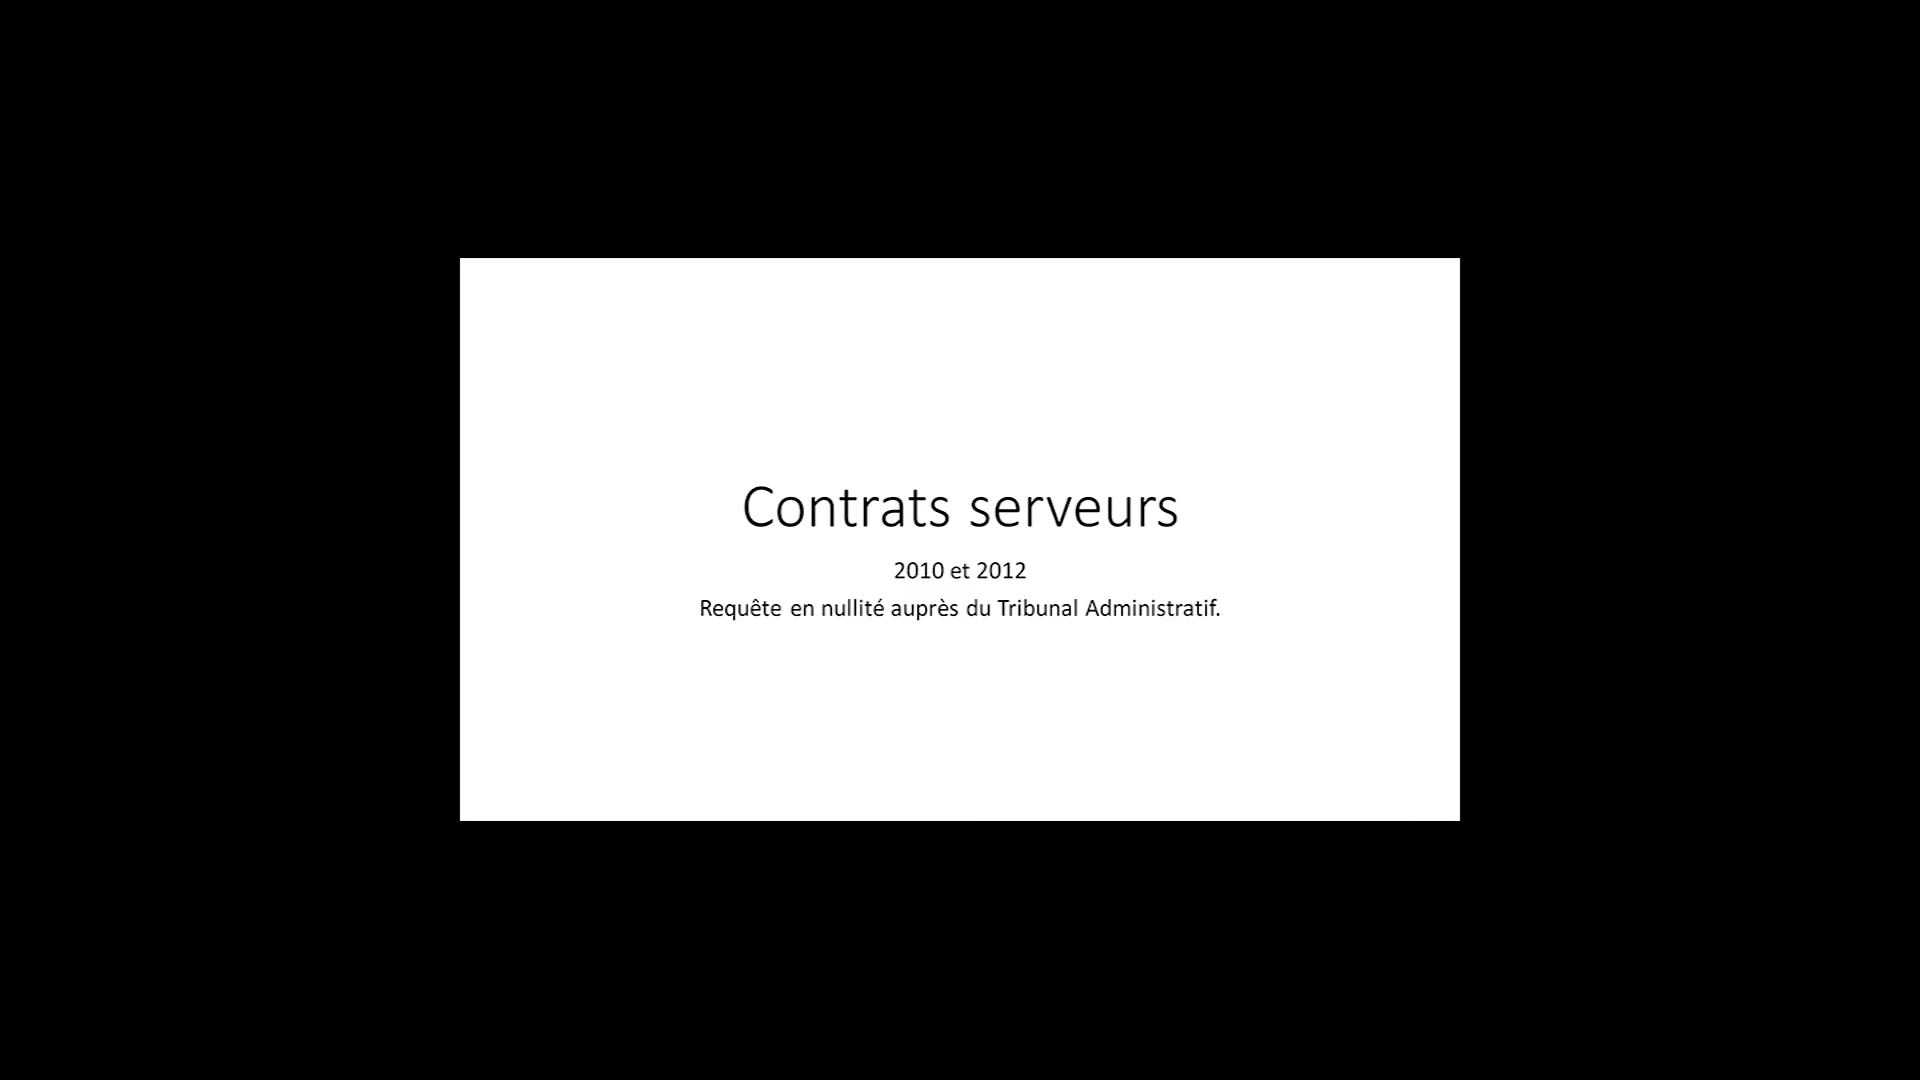 Contrats serveurs
2010 et 2012
Requête en nullité auprès du Tribunal Administratif.